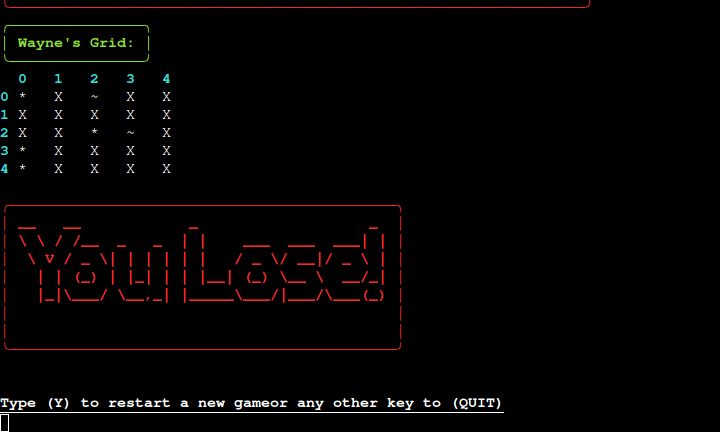 Wayne's Grid:
0 1 2 3 4
0 * X ~ X X
1 X X X X X
2 X X * ~ X
3 * X X X X
4 * X X X X
You Lose!
Type (Y) to restart a new gameor any other key to (QUIT)